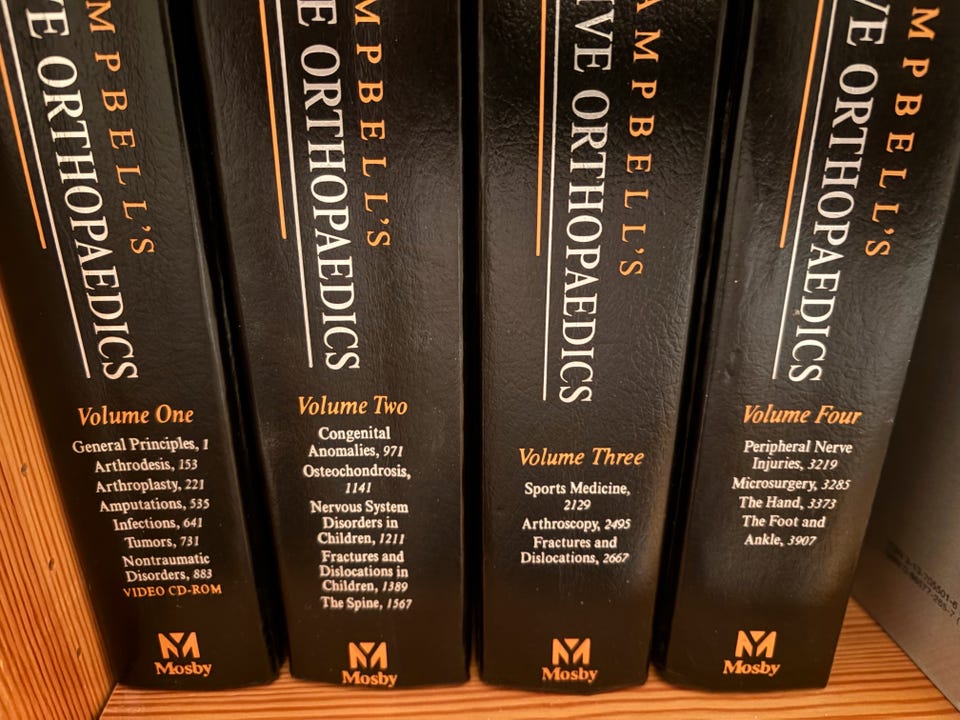 MPBELL'S
E ORTHOPAEDICS
Volume One
General Principles, 1
Arthrodesis, 153
Arthroplasty, 221
Amputations, 535
Infections, 641
Tumors, 731
Nontraumatic
Disorders, 883
VIDEO CD-ROM
Mosby
MPBELL'S
E ORTHOPAEDICS
Volume Two
Congenital
Anomalies, 971
Osteochondrosis,
1141
Nervous System
Disorders in
Children, 1211
Fractures and
Dislocations in
Children, 1389
The Spine, 1567
Mosby
AMPBELL'S
IVE ORTHOPAEDICS
Volume Three
Sports Medicine,
2129
Arthroscopy, 2495
Fractures and
Dislocations, 2667
Mosby
MPBELL'S
VE ORTHOPAEDICS
Volume Four
Peripheral Nerve
Injuries, 3219
Microsurgery, 3285
The Hand, 3373
The Foot and
Ankle, 3907
Mosby